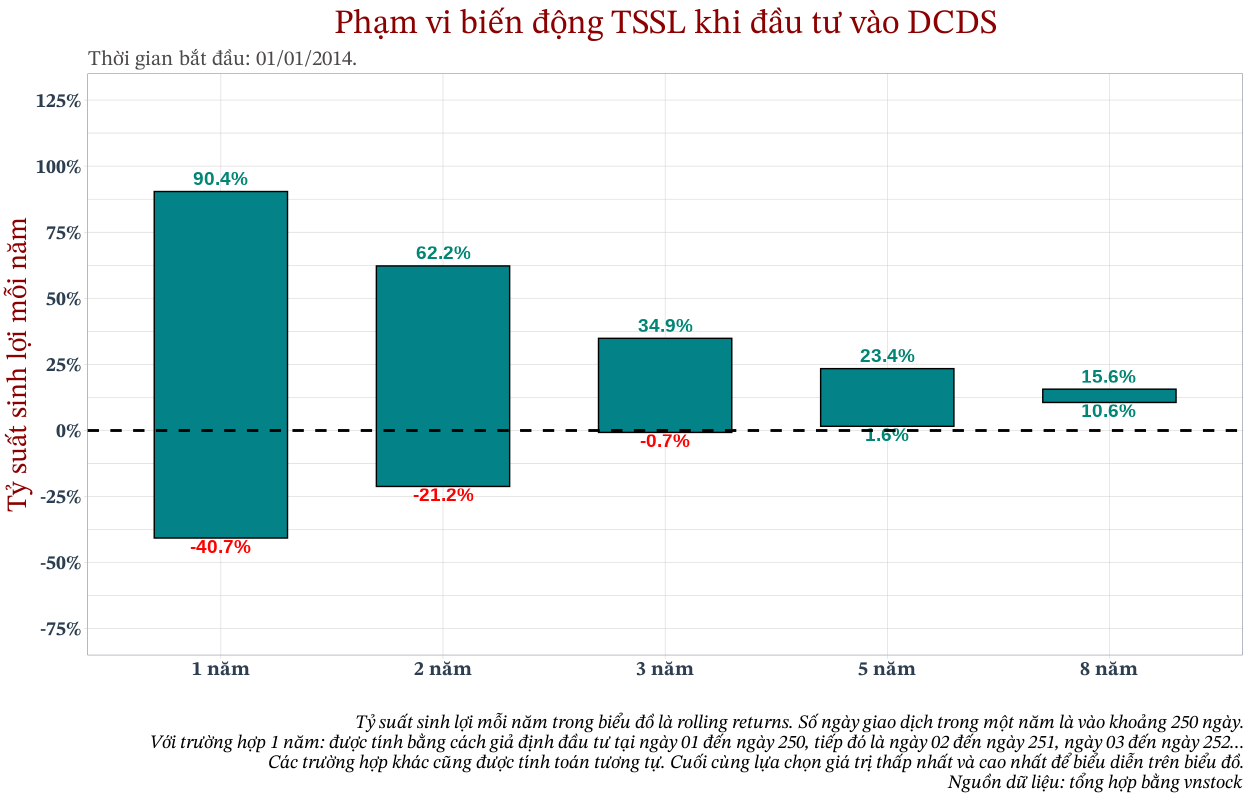 Phạm vi biến động TSSL khi đầu tư vào DCDS
Thời gian bắt đầu: 01/01/2014.
Tỷ suất sinh lợi mỗi năm
125%
100%
75%
50%
25%
0%
-25%
-50%
-75%
90.4%
-40.7%
62.2%
-21.2%
34.9%
-0.7%
23.4%
1.6%
15.6%
10.6%
1 năm
2 năm
3 năm
5 năm
8 năm
Tỷ suất sinh lợi mỗi năm trong biểu đồ là rolling returns. Số ngày giao dịch trong một năm là vào khoảng 250 ngày.
Với trường hợp 1 năm: được tính bằng cách giả định đầu tư tại ngày 01 đến ngày 250, tiếp đó là ngày 02 đến ngày 251, ngày 03 đến ngày 252...
Các trường hợp khác cũng được tính toán tương tự. Cuối cùng lựa chọn giá trị thấp nhất và cao nhất để biểu diễn trên biểu đồ.
Nguồn dữ liệu: tổng hợp bằng vnstock